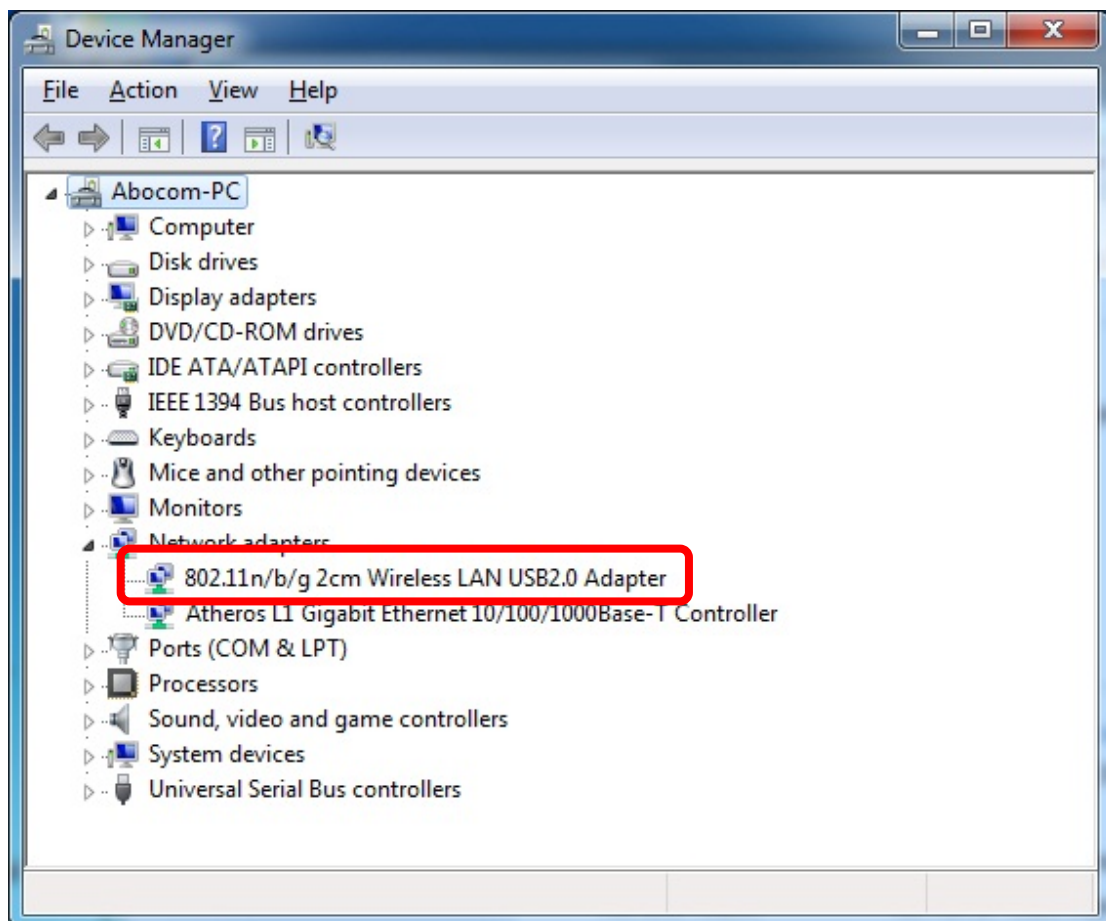 Device Manager
File Action View Help
Abocom-PC
Computer
Disk drives
Display adapters
DVD/CD-ROM drives
IDE ATA/ATAPI controllers
IEEE 1394 Bus host controllers
Keyboards
Mice and other pointing devices
Monitors
Network adapters
802.11n/b/g 2cm Wireless LAN USB2.0 Adapter
Atheros L1 Gigabit Ethernet 10/100/1000Base-T Controller
Ports (COM & LPT)
Processors
Sound, video and game controllers
System devices
Universal Serial Bus controllers